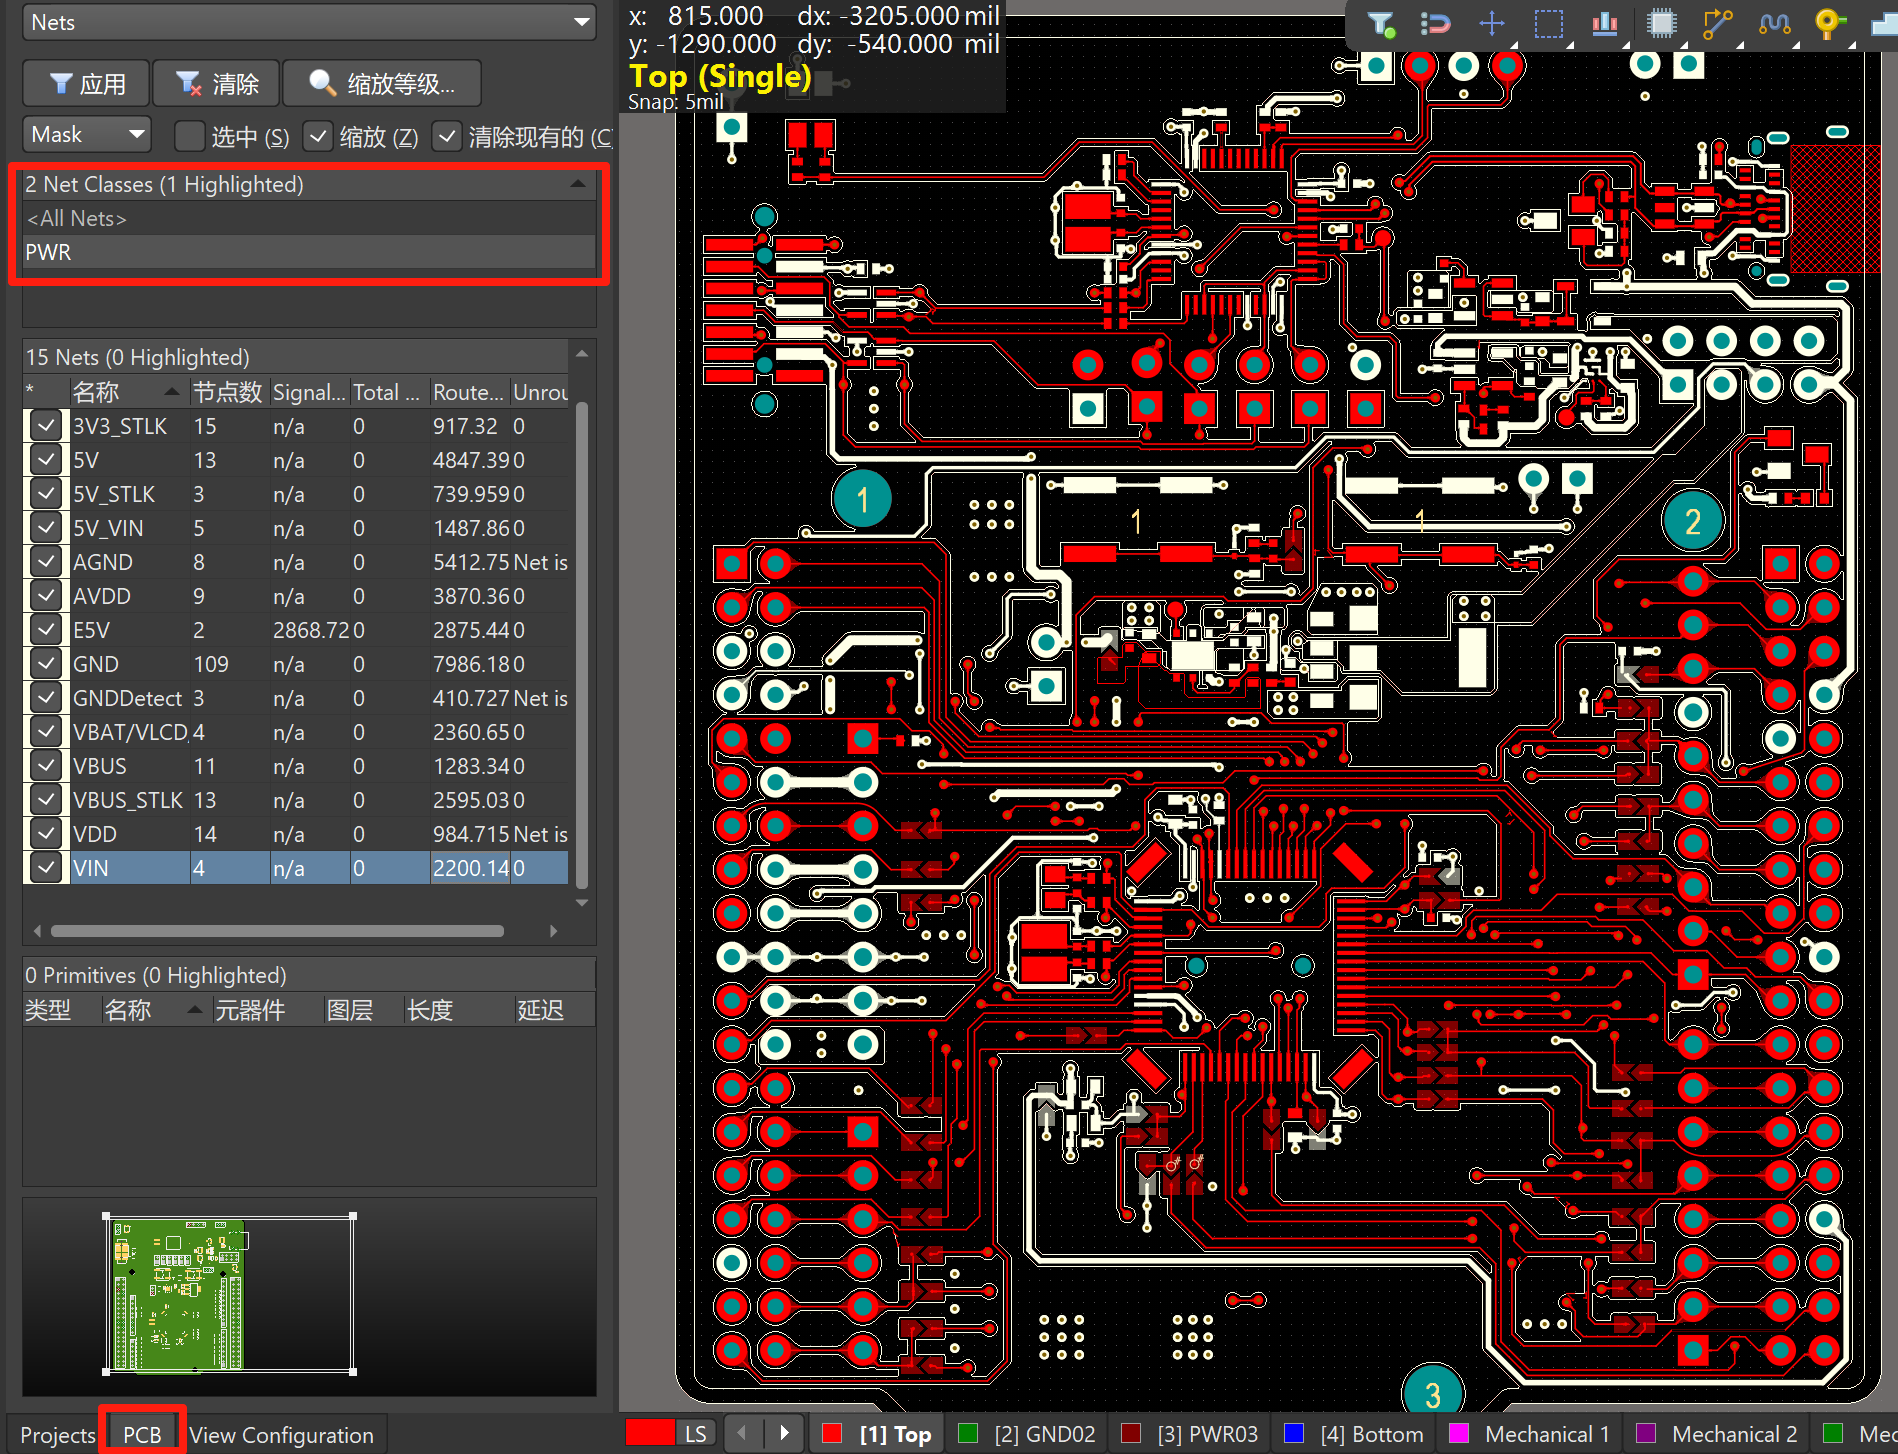 Nets
应用
清除
缩放等级...
Mask
选中 (S)
缩放 (Z)
清除现有的 (C
2 Net Classes (1 Highlighted)
<All Nets>
PWR
15 Nets (0 Highlighted)
* 名称 节点数 Signal... Total ... Route... Unrou
3V3_STLK 15 n/a 0 917.32 0
5V 13 n/a 0 4847.39 0
5V_STLK 3 n/a 0 739.959 0
5V_VIN 5 n/a 0 1487.86 0
AGND 8 n/a 0 5412.75 Net is
AVDD 9 n/a 0 3870.36 0
E5V 2 2868.72 0 2875.44 0
GND 109 n/a 0 7986.18 0
GNDDetect 3 n/a 0 410.727 Net is
VBAT/VLCD 4 n/a 0 2360.65 0
VBUS 11 n/a 0 1283.34 0
VBUS_STLK 13 n/a 0 2595.03 0
VDD 14 n/a 0 984.715 Net is
VIN 4 n/a 0 2200.14 0
0 Primitives (0 Highlighted)
类型 名称 元器件 图层 长度 延迟
Projects PCB View Configuration
x: 815.000 dx: -3205.000 mil
y: -1290.000 dy: -540.000 mil
Top (Single)
Snap: 5mil
1
1
1
2
3
LS [1] Top [2] GND02 [3] PWR03 [4] Bottom Mechanical 1 Mechanical 2 Mec